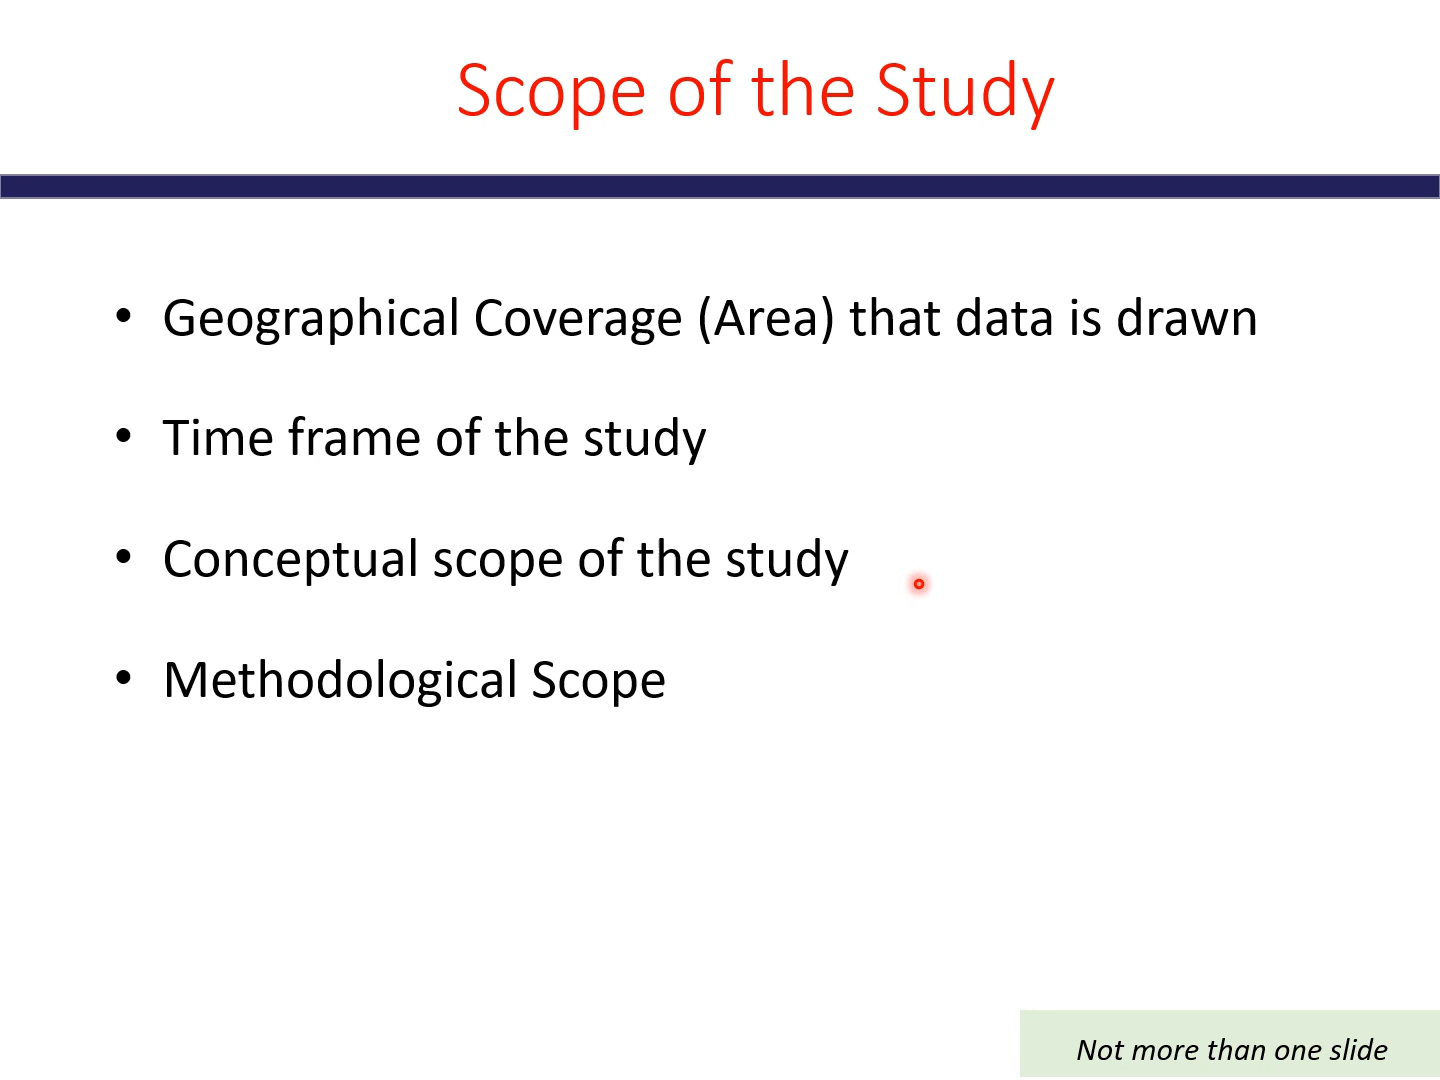 Scope of the Study
• Geographical Coverage (Area) that data is drawn
• Time frame of the study
• Conceptual scope of the study
• Methodological Scope
Not more than one slide